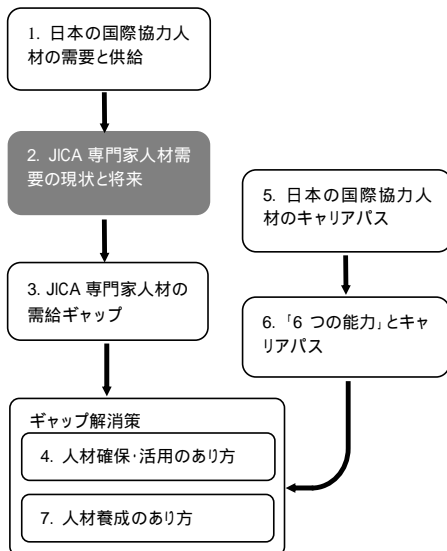 1. 日本の国際協力人
材の需要と供給
2. JICA 専門家人材需
要の現状と将来
3. JICA 専門家人材の
需給ギャップ
5. 日本の国際協力人
材のキャリアパス
6. 「6 つの能力」とキャ
リアパス
ギャップ解消策
4. 人材確保・活用のあり方
7. 人材養成のあり方